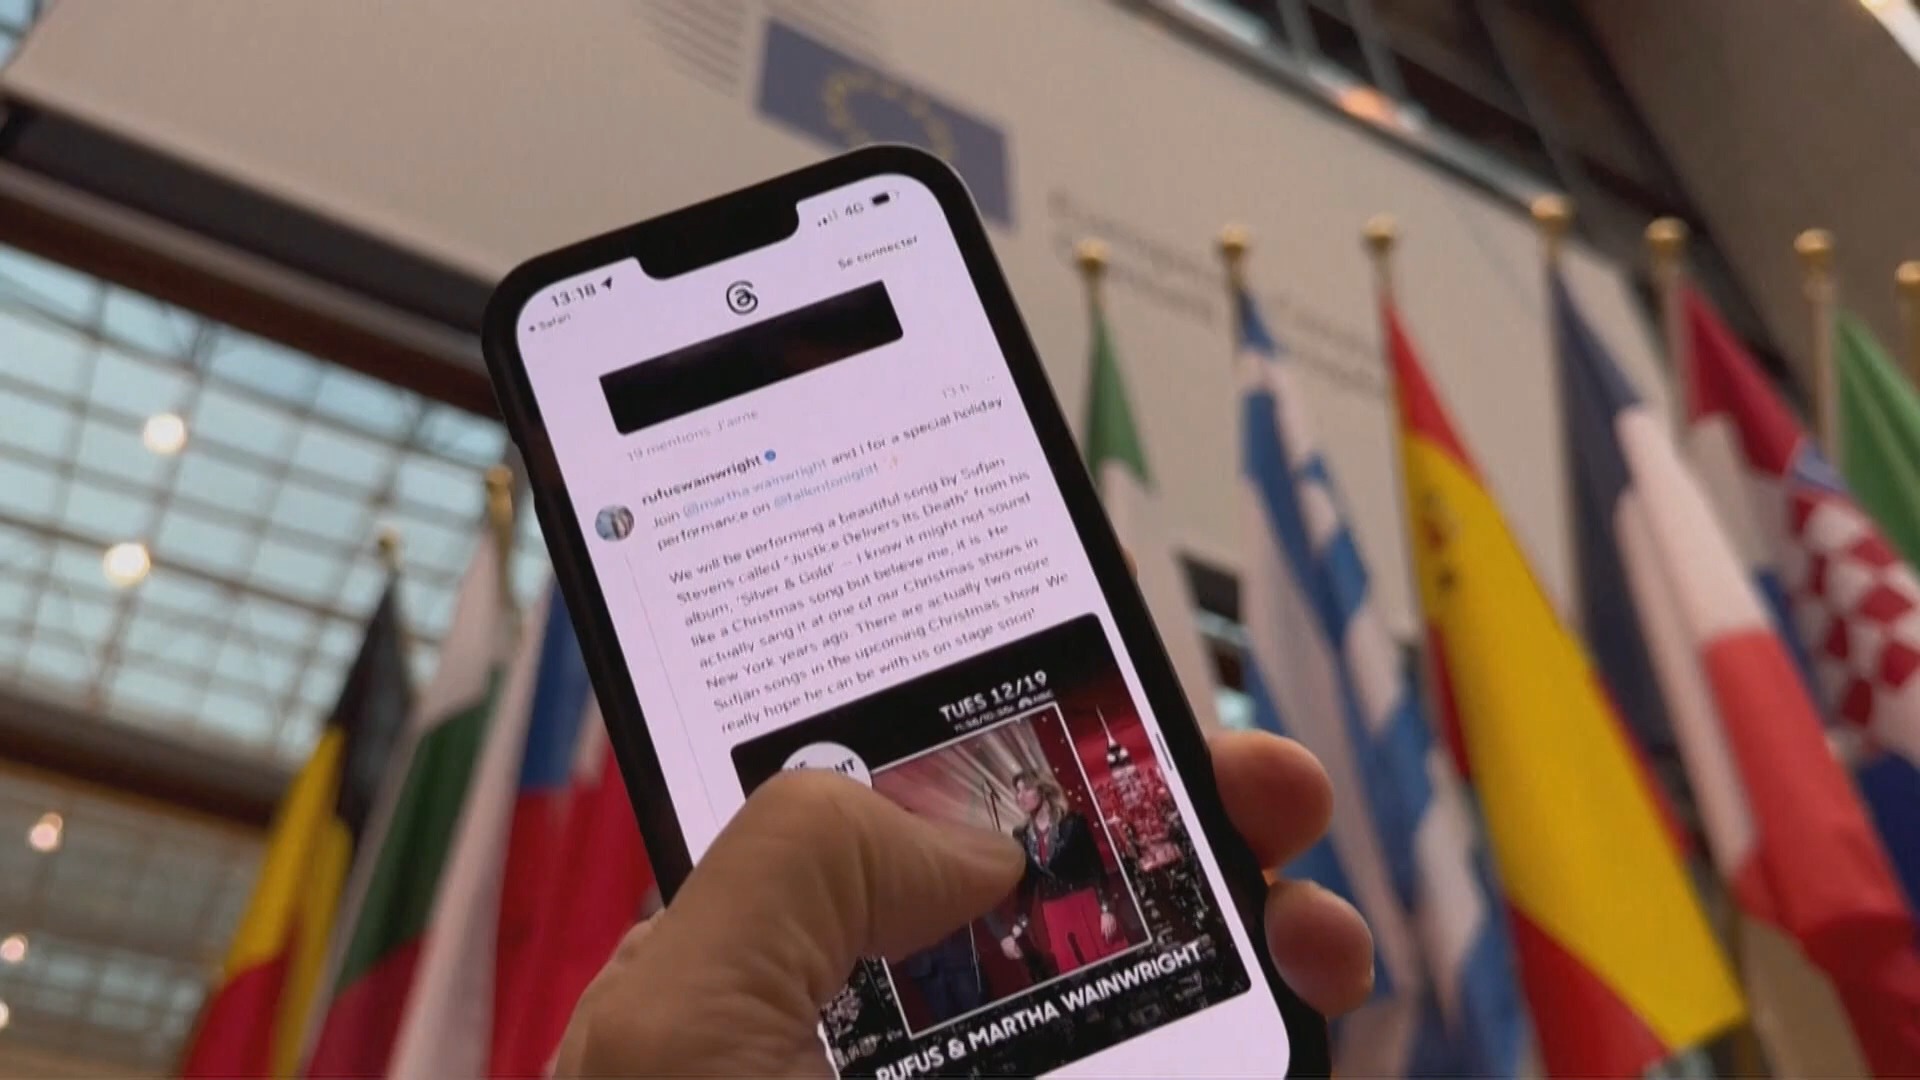 13:18
4G
Safari
Se connecter
19 mentions J'aime
13 h
rufuswainwright
Join @martha wainwright and I for a special holiday
performance on @fallontonight
We will be performing a beautiful song by Sufjan
Stevens called "Justice Delivers its Death" from his
album, 'Silver & Gold' – I know it might not sound
like a Christmas song but believe me, it is. He
actually sang it at one of our Christmas shows in
New York years ago. There are actually two more
Sufjan songs in the upcoming Christmas show We
really hope he can be with us on stage soon!
TUES 12/19
RUFUS & MARTHA WAINWRIGHT